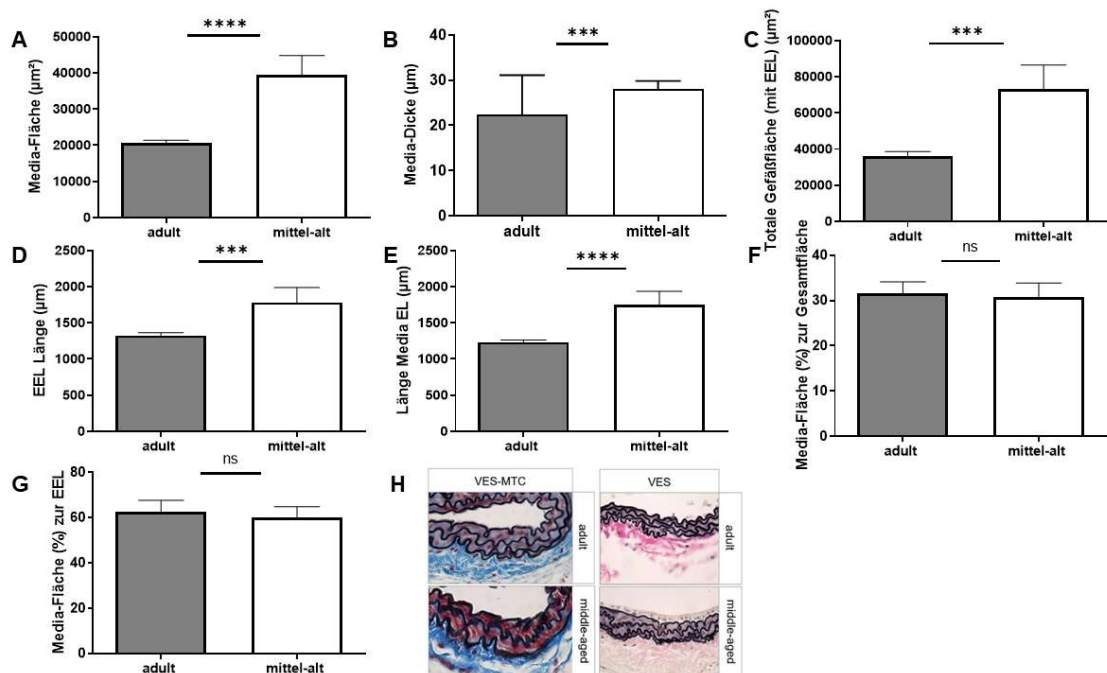 A
****
Media-Fläche (µm²)
50000
40000
30000
20000
10000
0
adult
mittel-alt
B
***
Media-Dicke (µm)
40
30
20
10
0
adult
mittel-alt
C
***
Totale Gefäßfläche (mit EEL) (µm²)
100000
80000
60000
40000
20000
0
adult
mittel-alt
D
***
EEL Länge (µm)
2500
2000
1500
1000
500
0
adult
mittel-alt
E
****
Länge Media EL (µm)
2500
2000
1500
1000
500
0
adult
mittel-alt
F
ns
Media-Fläche (%) zur Gesamtfläche
40
30
20
10
0
adult
mittel-alt
G
ns
Media-Fläche (%) zur EEL
80
60
40
20
0
adult
mittel-alt
H
VES-MTC
VES
adult
adult
middle-aged
middle-aged